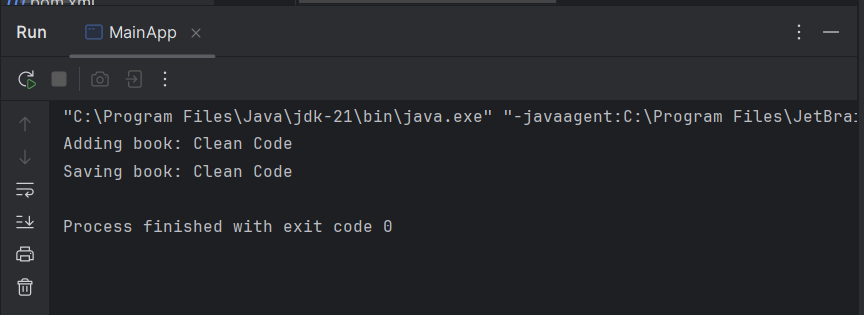 pom.xml
Run MainApp
"C:\Program Files\Java\jdk-21\bin\java.exe" "-javaagent:C:\Program Files\JetBrai
Adding book: Clean Code
Saving book: Clean Code
Process finished with exit code 0